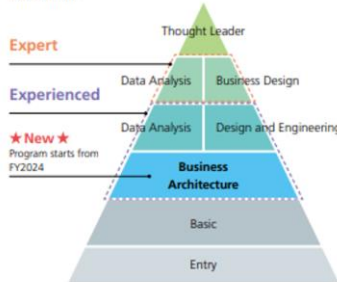 Thought Leader
Expert
Data Analysis Business Design
Experienced
Data Analysis Design and Engineering
★New★
Program starts from
FY2024
Business
Architecture
Basic
Entry